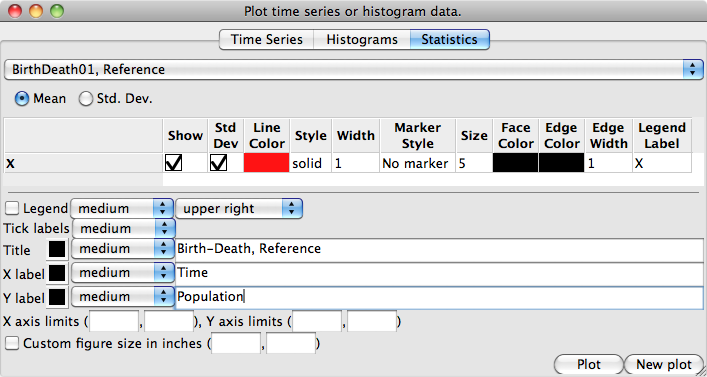 Plot time series or histogram data.
Time Series Histograms Statistics
BirthDeath01, Reference
Mean Std. Dev.
Show Std Dev Line Color Style Width Marker Style Size Face Color Edge Color Edge Width Legend Label
X solid 1 No marker 5 1 X
Legend medium upper right
Tick labels medium
Title medium Birth-Death, Reference
X label medium Time
Y label medium Population
X axis limits ( , ), Y axis limits ( , )
Custom figure size in inches ( , )
Plot New plot